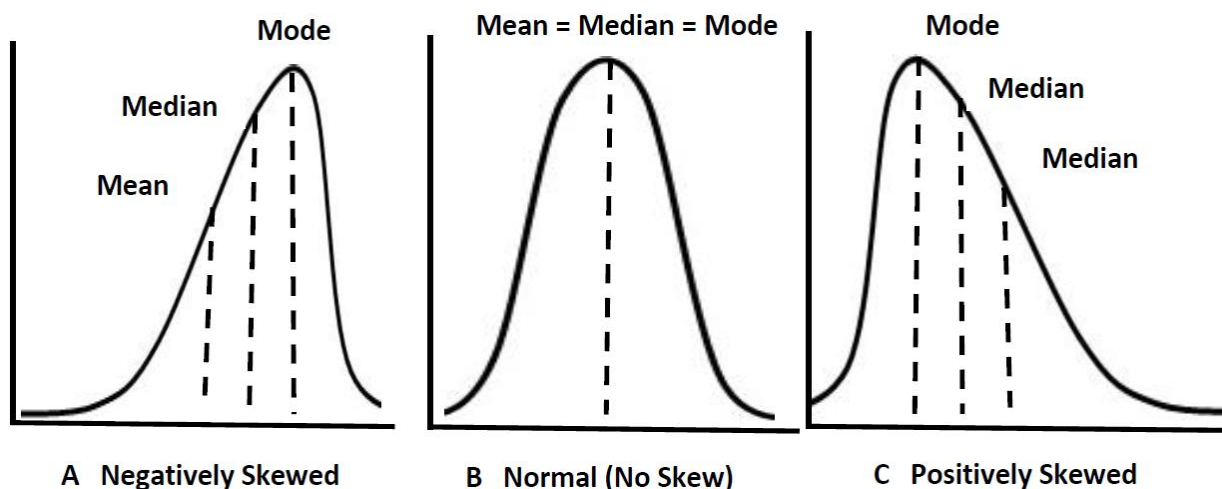 Mode
Median
Mean
A Negatively Skewed
Mean = Median = Mode
B Normal (No Skew)
Mode
Median
Median
C Positively Skewed